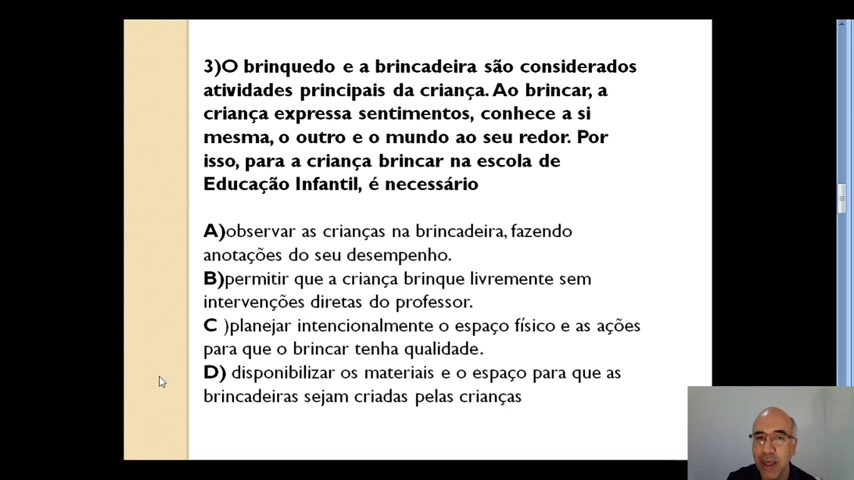 3)O brinquedo e a brincadeira são considerados
atividades principais da criança. Ao brincar, a
criança expressa sentimentos, conhece a si
mesma, o outro e o mundo ao seu redor. Por
isso, para a criança brincar na escola de
Educação Infantil, é necessário
A)observar as crianças na brincadeira, fazendo
anotações do seu desempenho.
B)permitir que a criança brinque livremente sem
intervenções diretas do professor.
C )planejar intencionalmente o espaço físico e as ações
para que o brincar tenha qualidade.
D) disponibilizar os materiais e o espaço para que as
brincadeiras sejam criadas pelas crianças